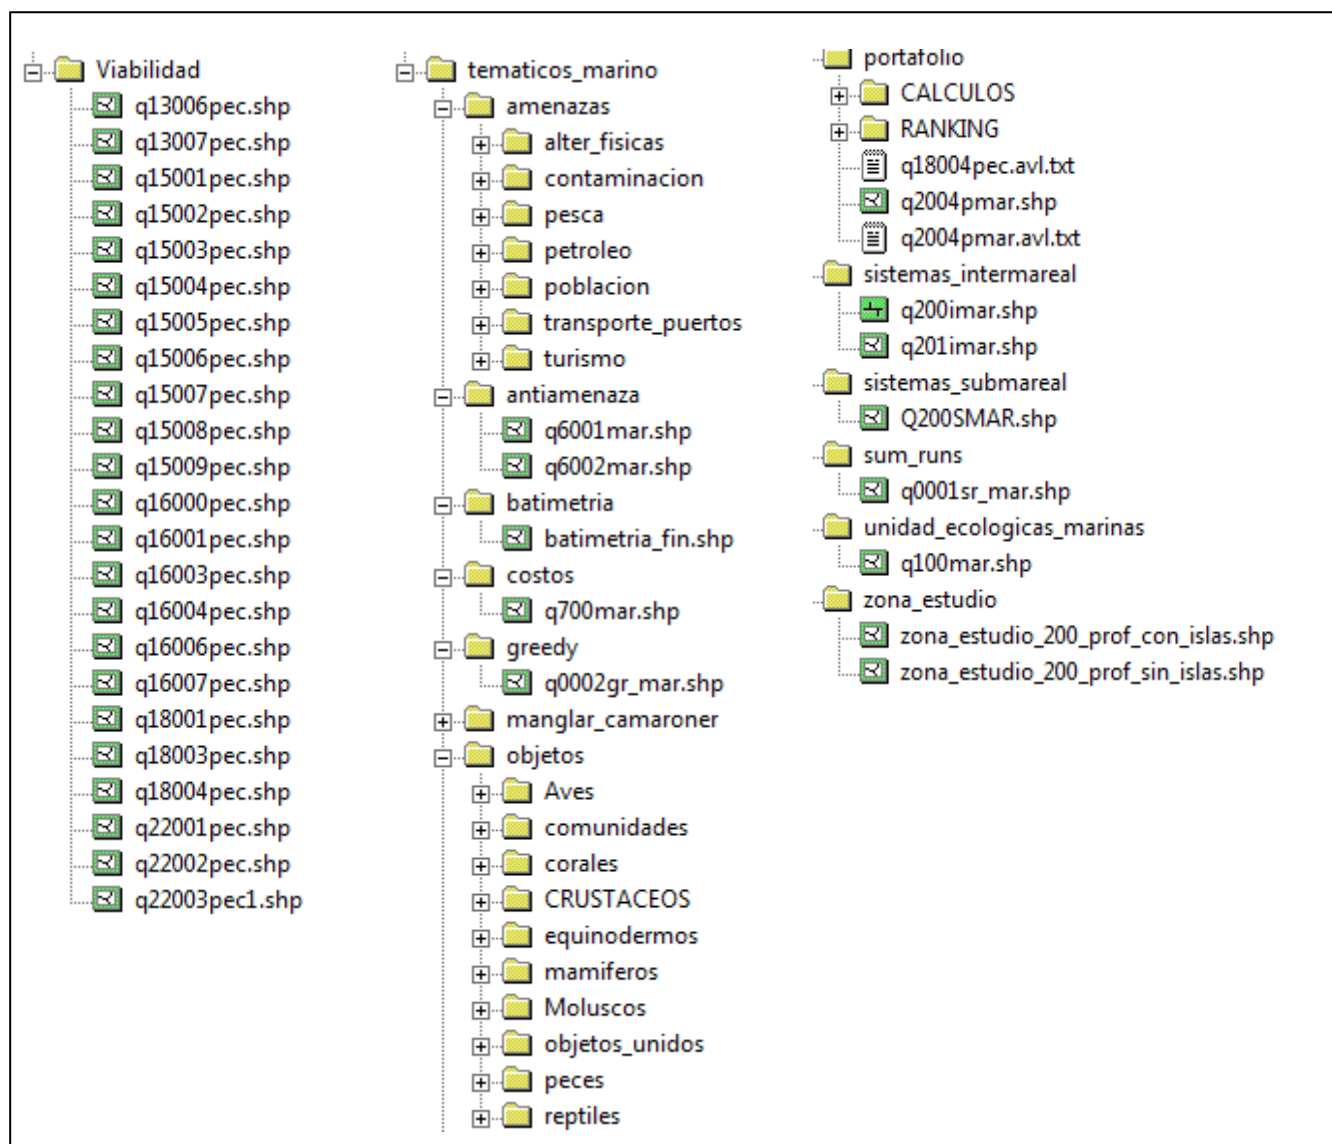 Viabilidad
q13006pec.shp
q13007pec.shp
q15001pec.shp
q15002pec.shp
q15003pec.shp
q15004pec.shp
q15005pec.shp
q15006pec.shp
q15007pec.shp
q15008pec.shp
q15009pec.shp
q16000pec.shp
q16001pec.shp
q16003pec.shp
q16004pec.shp
q16006pec.shp
q16007pec.shp
q18001pec.shp
q18003pec.shp
q18004pec.shp
q22001pec.shp
q22002pec.shp
q22003pec1.shp
tematicos_marino
amenazas
alter_fisicas
contaminacion
pesca
petroleo
poblacion
transporte_puertos
turismo
antiamenaza
q6001mar.shp
q6002mar.shp
batimetria
batimetria_fin.shp
costos
q700mar.shp
greedy
q0002gr_mar.shp
manglar_camaroner
objetos
Aves
comunidades
corales
CRUSTACEOS
equinodermos
mamiferos
Moluscos
objetos_unidos
peces
reptiles
portafolio
CALCULOS
RANKING
q18004pec.avl.txt
q2004pmar.shp
q2004pmar.avl.txt
sistemas_intermareal
q200imar.shp
q201imar.shp
sistemas_submareal
Q200SMAR.shp
sum_runs
q0001sr_mar.shp
unidad_ecologicas_marinas
q100mar.shp
zona_estudio
zona_estudio_200_prof_con_islas.shp
zona_estudio_200_prof_sin_islas.shp